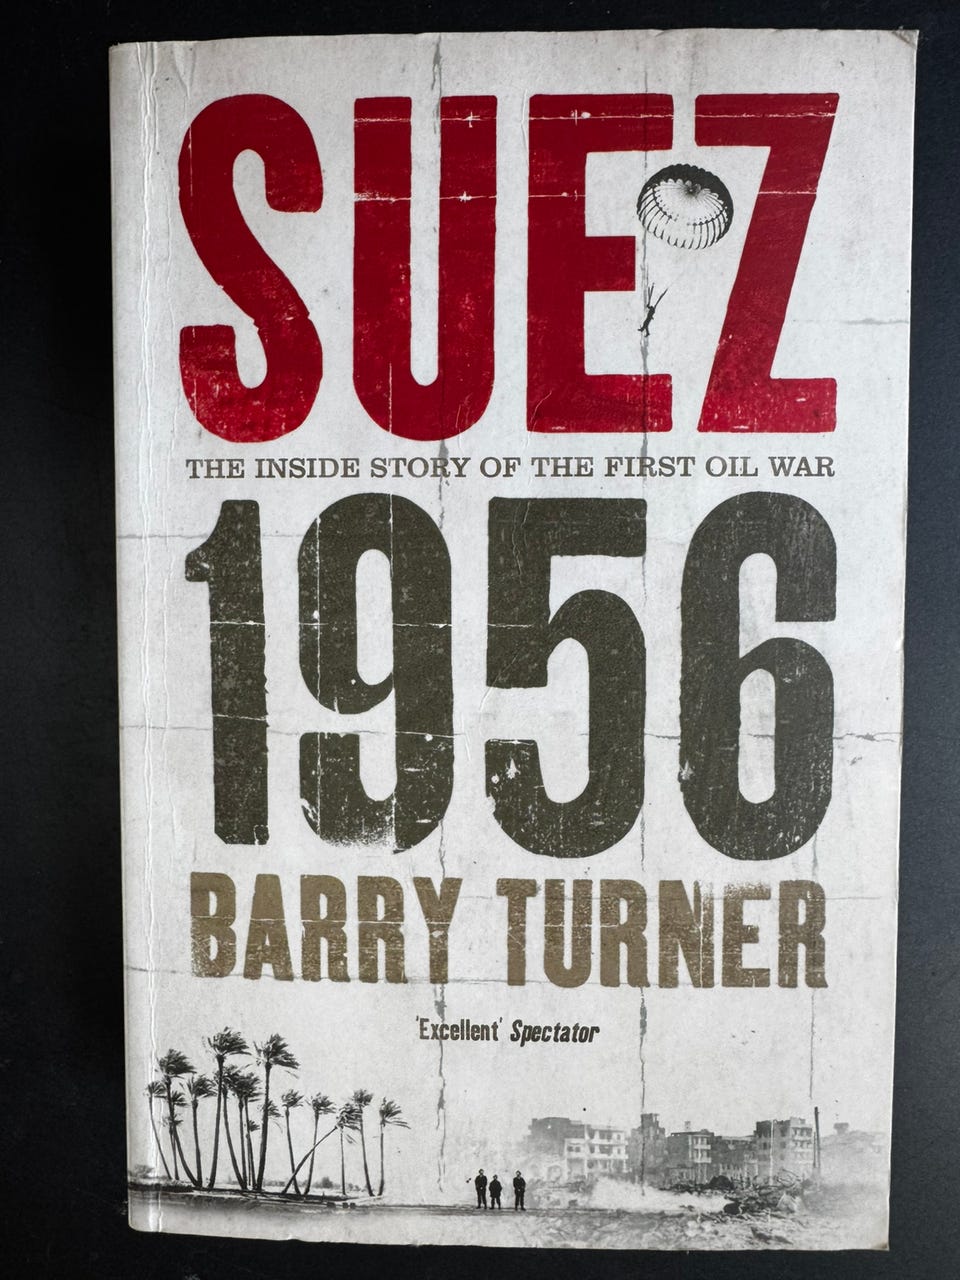 SUEZ
THE INSIDE STORY OF THE FIRST OIL WAR
1956
BARRY TURNER
'Excellent' Spectator